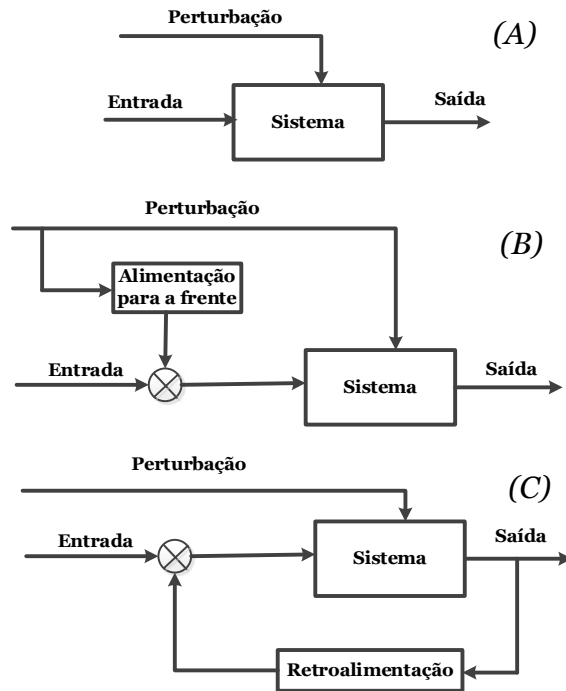 Perturbação
(A)
Entrada
Sistema
Saída
Perturbação
(B)
Alimentação
para a frente
Entrada
Sistema
Saída
Perturbação
(C)
Entrada
Sistema
Saída
Retroalimentação